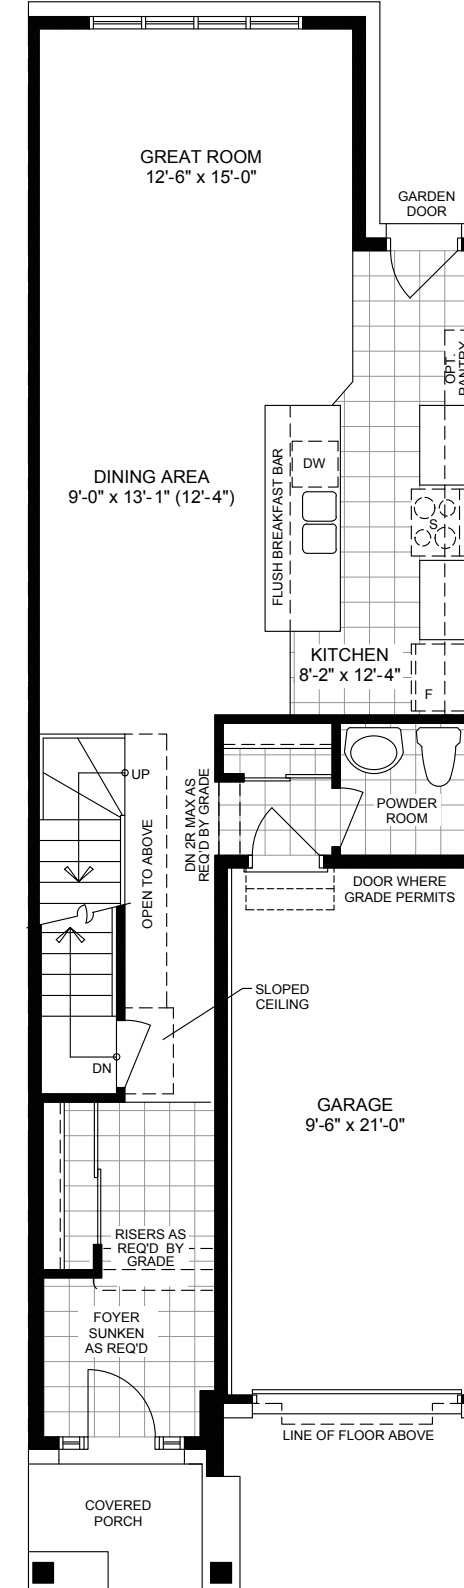 GREAT ROOM
12'-6" x 15'-0"
GARDEN
DOOR
OPT.
PANTRY
DW
FLUSH BREAKFAST BAR
DINING AREA
9'-0" x 13'-1" (12'-4")
S
KITCHEN
8'-2" x 12'-4"
F
UP
DN 2R MAX AS
REQ'D BY GRADE
POWDER
ROOM
OPEN TO ABOVE
DOOR WHERE
GRADE PERMITS
SLOPED
CEILING
DN
GARAGE
9'-6" x 21'-0"
RISERS AS
REQ'D BY
GRADE
FOYER
SUNKEN
AS REQ'D
LINE OF FLOOR ABOVE
COVERED
PORCH